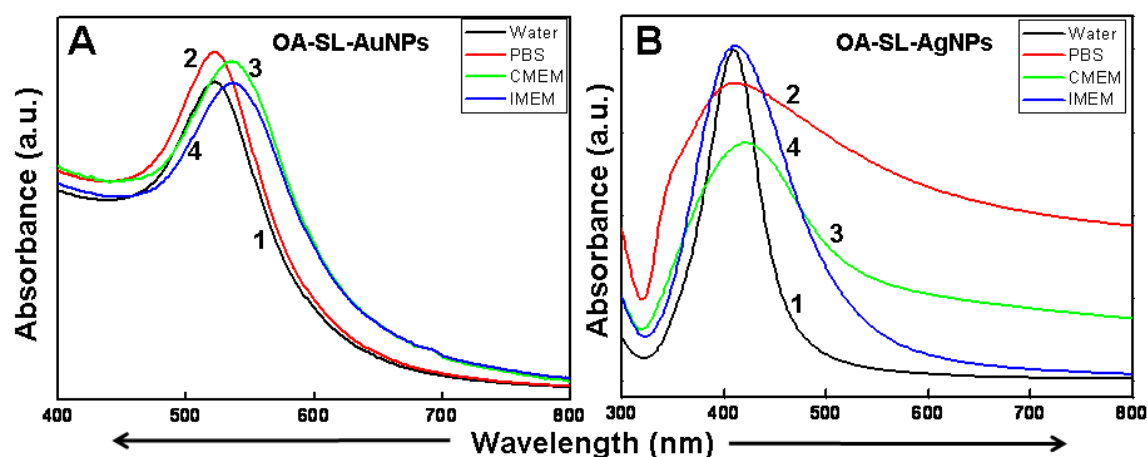 A
OA-SL-AuNPs
Water
PBS
CMEM
IMEM
2
3
4
1
Absorbance (a.u.)
400
500
600
700
800
B
OA-SL-AgNPs
Water
PBS
CMEM
IMEM
2
4
3
1
Absorbance (a.u.)
300
400
500
600
700
800
Wavelength (nm)